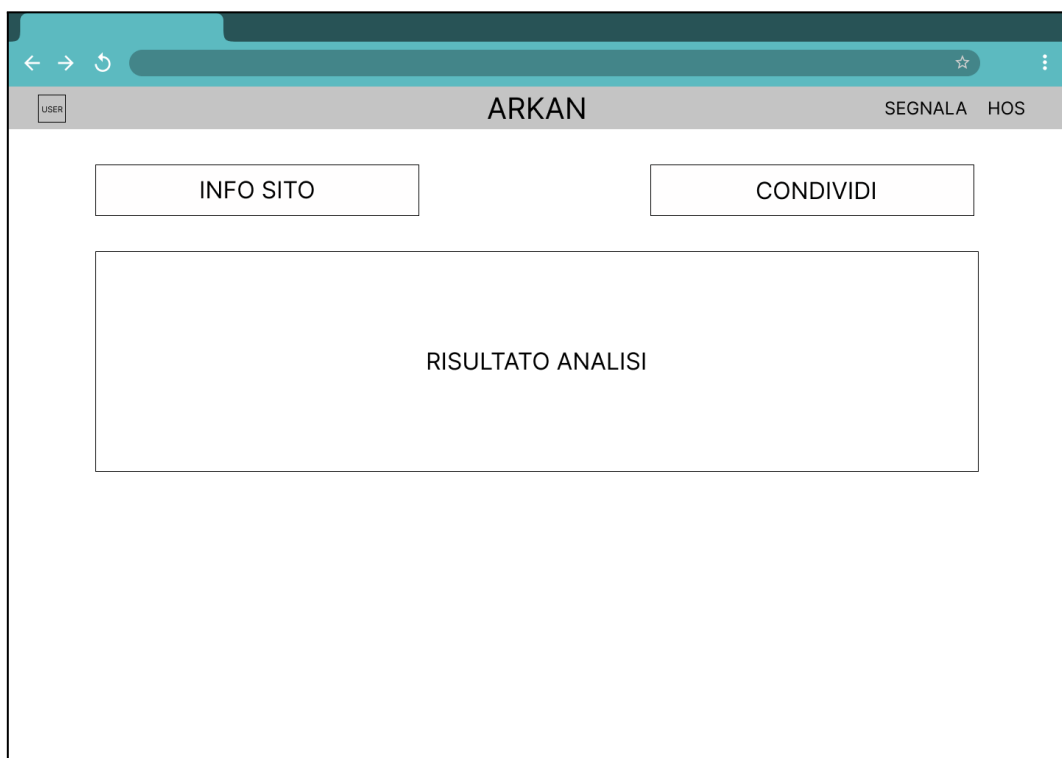 USER ARKAN SEGNALA HOS
INFO SITO CONDIVIDI
RISULTATO ANALISI